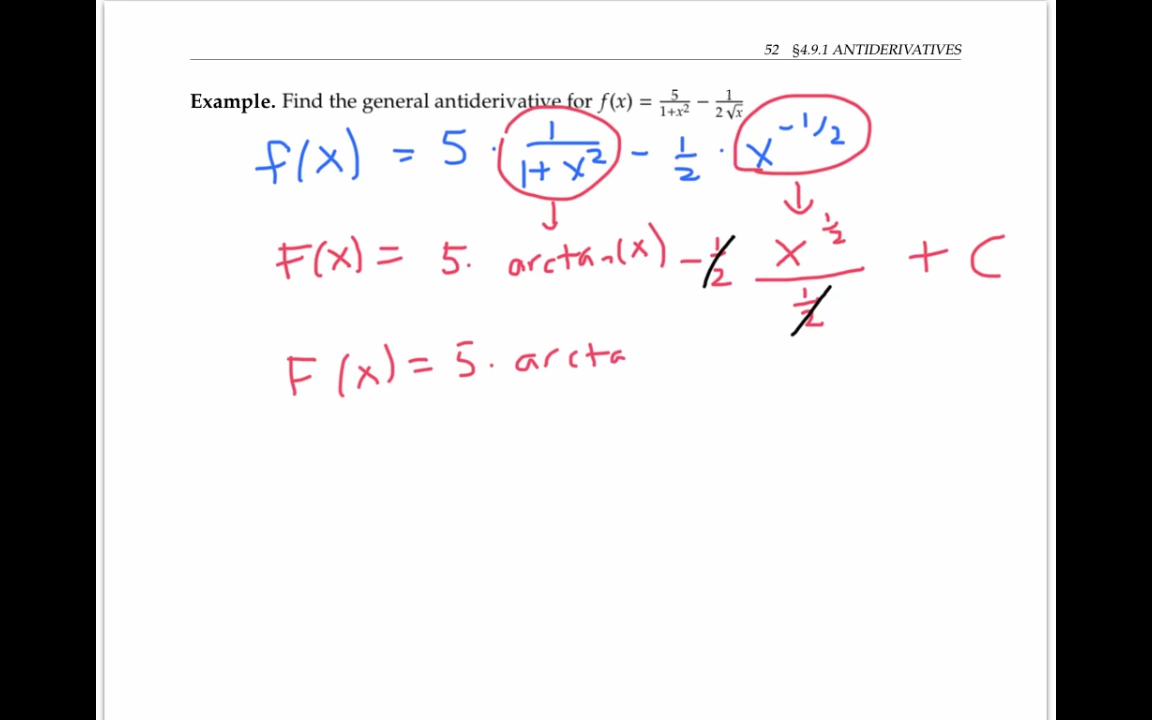 52 §4.9.1 ANTIDERIVATIVES
Example. Find the general antiderivative for f(x) = 5/(1+x²) − 1/(2√x)
f(x) = 5 · 1/(1+x²) − 1/2 · x^(-1/2)
↓ ↓
F(x) = 5 · arctan(x) − 1/2 x^(1/2)/(1/2) + C
F(x) = 5 · arcta